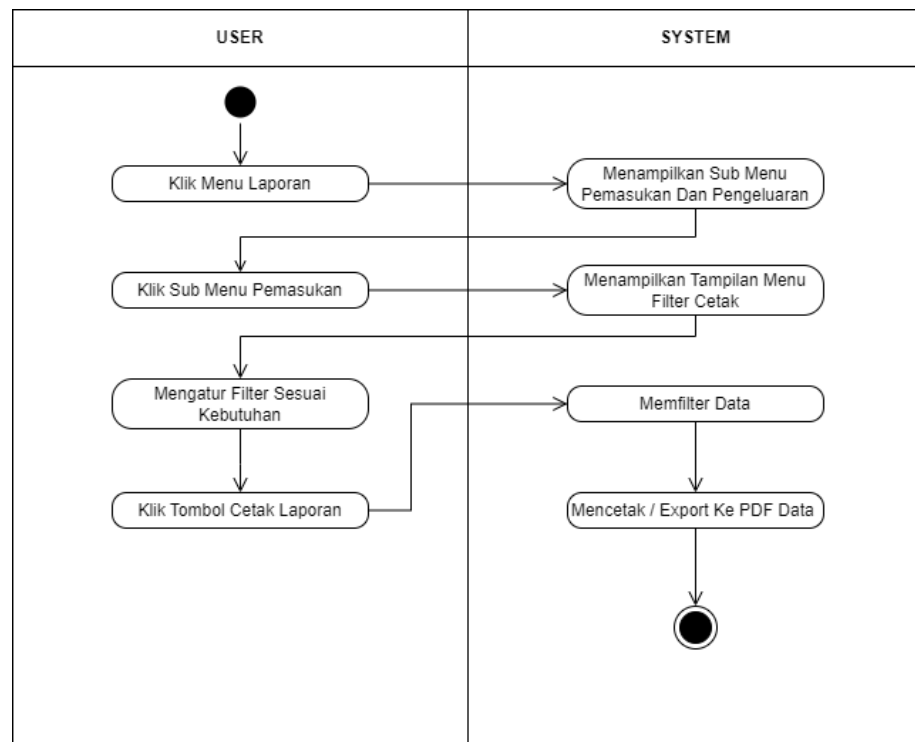 USER
SYSTEM
Klik Menu Laporan
Menampilkan Sub Menu
Pemasukan Dan Pengeluaran
Klik Sub Menu Pemasukan
Menampilkan Tampilan Menu
Filter Cetak
Mengatur Filter Sesuai
Kebutuhan
Memfilter Data
Klik Tombol Cetak Laporan
Mencetak / Export Ke PDF Data